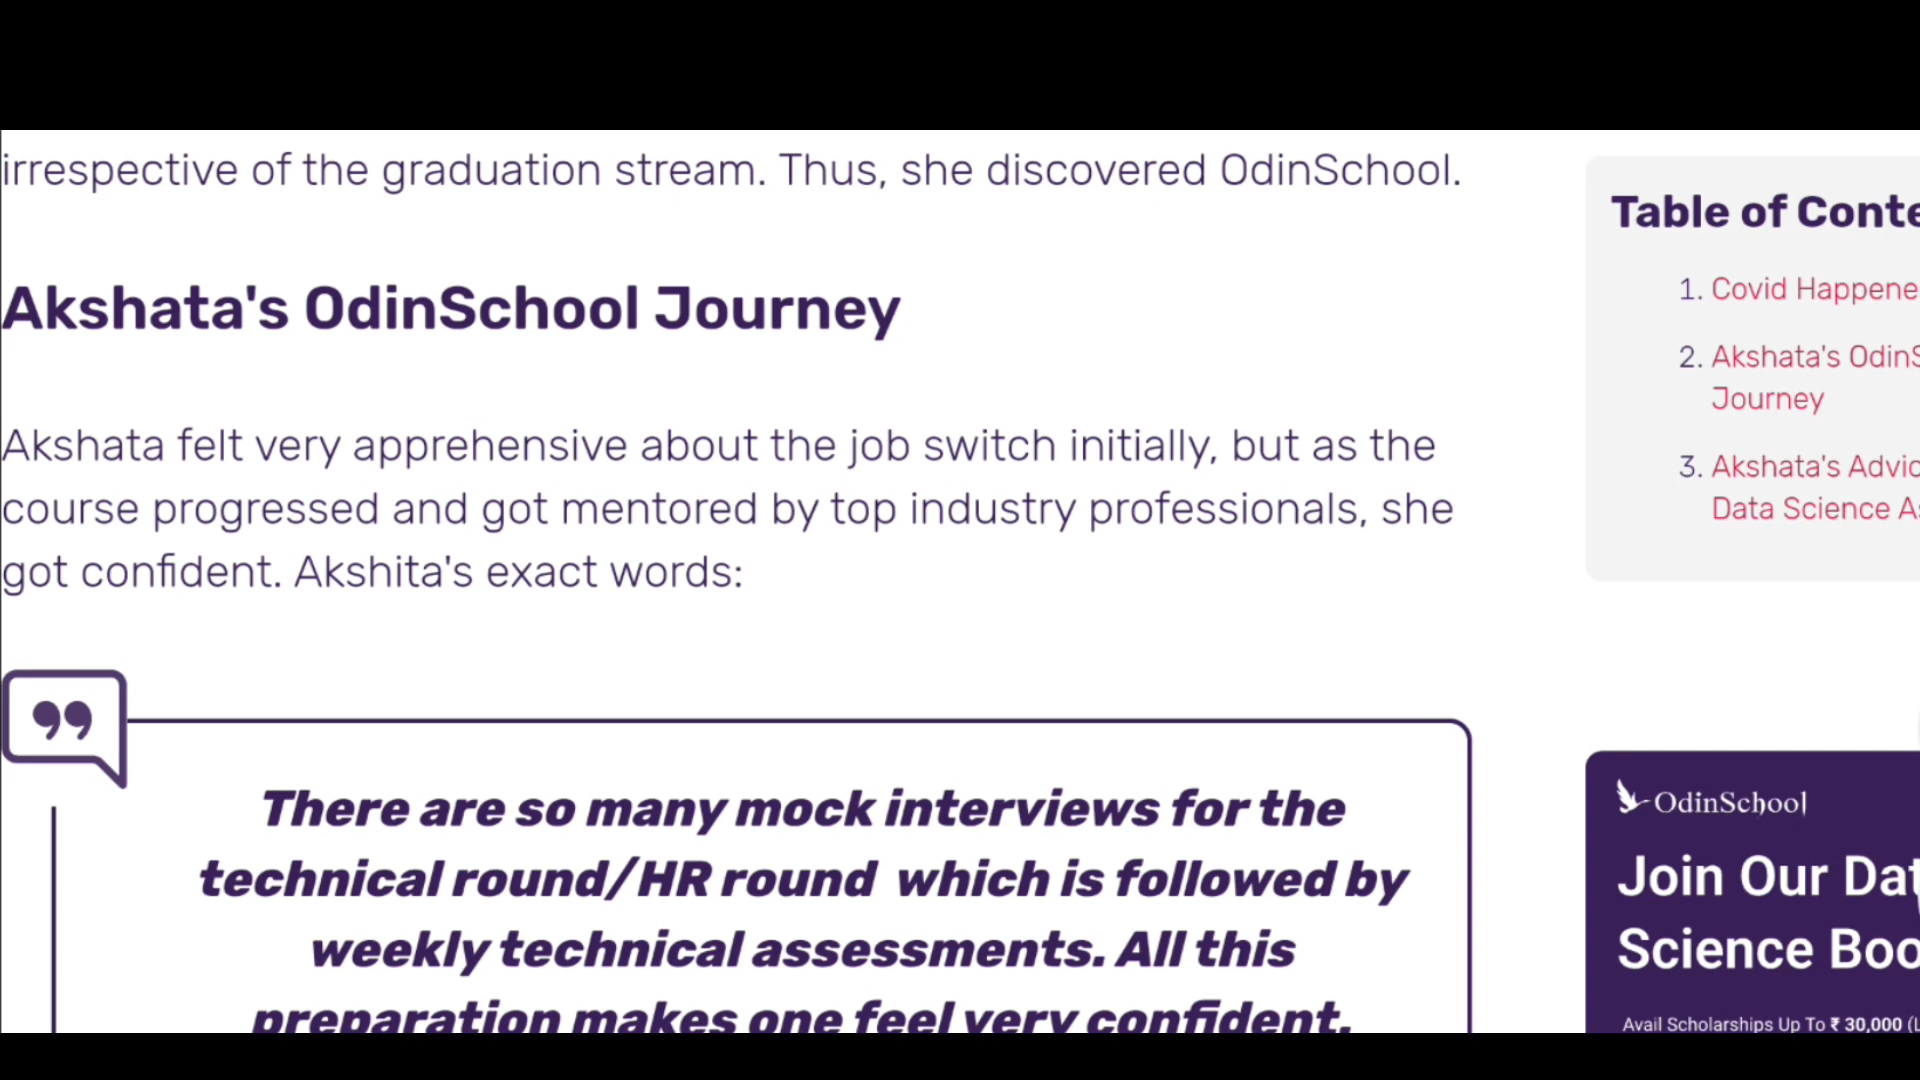 irrespective of the graduation stream. Thus, she discovered OdinSchool.
Akshata's OdinSchool Journey
Akshata felt very apprehensive about the job switch initially, but as the
course progressed and got mentored by top industry professionals, she
got confident. Akshita's exact words:
There are so many mock interviews for the
technical round/HR round which is followed by
weekly technical assessments. All this
preparation makes one feel very confident.
Table of Conte
1. Covid Happene
2. Akshata's OdinS
Journey
3. Akshata's Advic
Data Science As
OdinSchool
Join Our Dat
Science Boo
Avail Scholarships Up To ₹ 30,000 (L